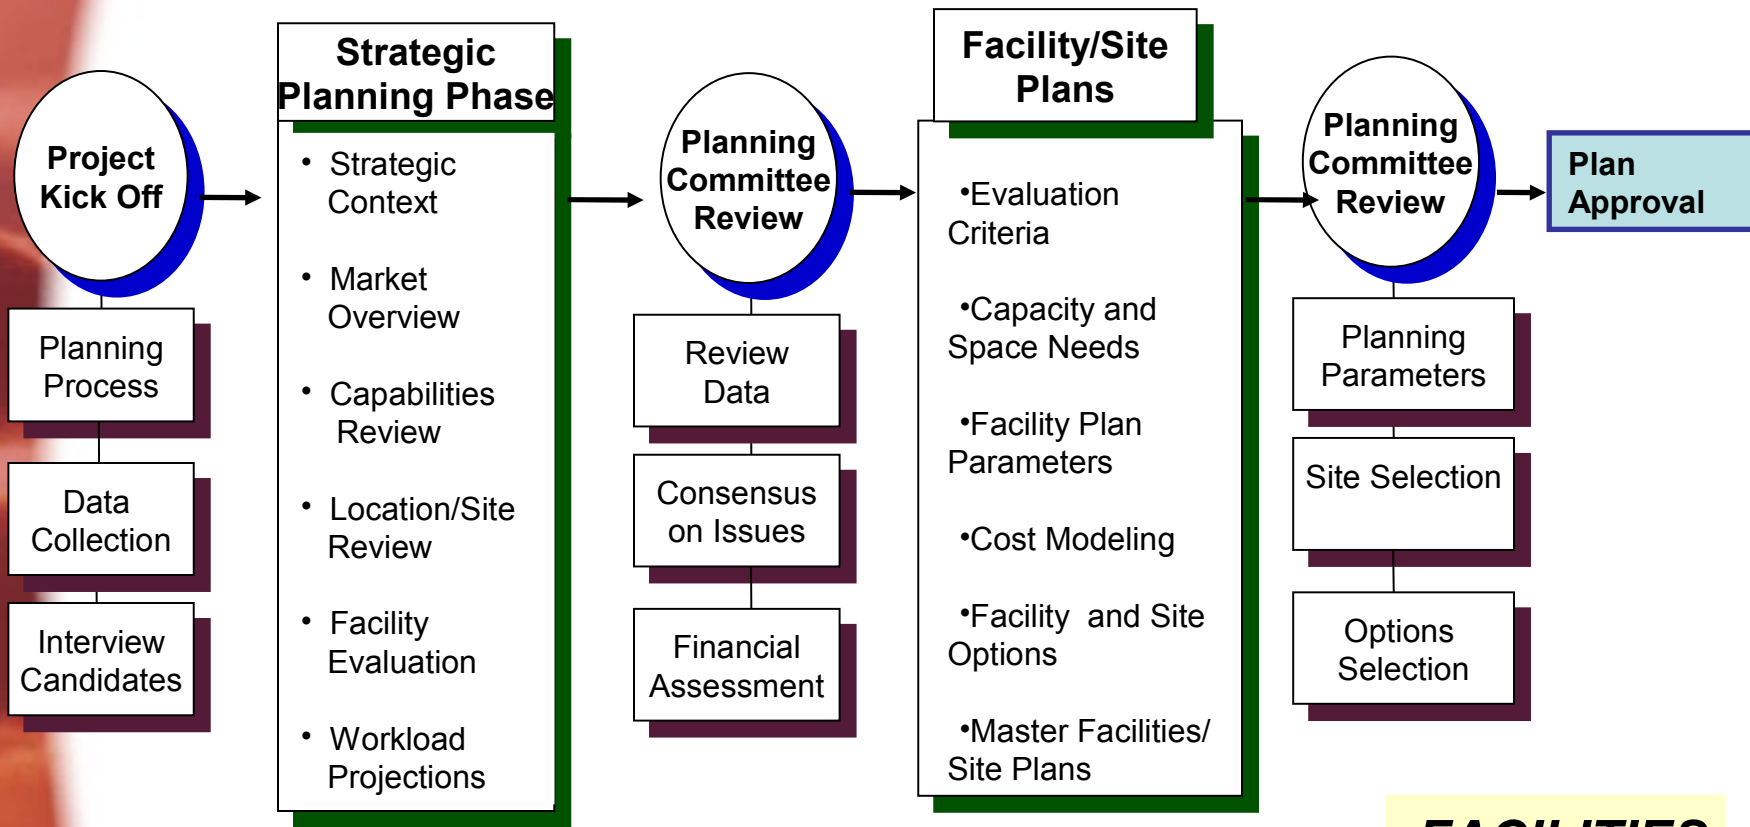 Project
Kick Off
Planning
Process
Data
Collection
Interview
Candidates
Strategic
Planning Phase
• Strategic
Context
• Market
Overview
• Capabilities
Review
• Location/Site
Review
• Facility
Evaluation
• Workload
Projections
Planning
Committee
Review
Review
Data
Consensus
on Issues
Financial
Assessment
Facility/Site
Plans
•Evaluation
Criteria
•Capacity and
Space Needs
•Facility Plan
Parameters
•Cost Modeling
•Facility and Site
Options
•Master Facilities/
Site Plans
Planning
Committee
Review
Planning
Parameters
Site Selection
Options
Selection
Plan
Approval
FACILITIES